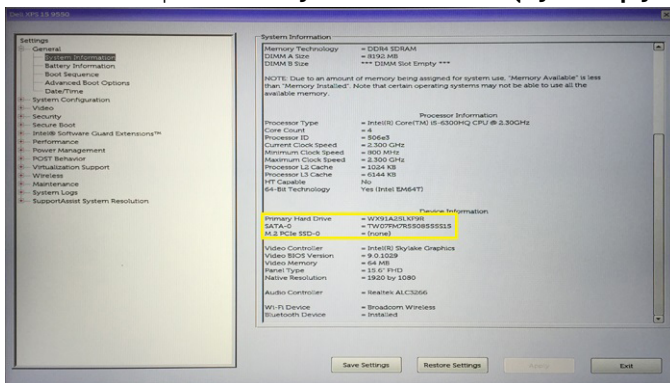 Dell XPS 15 9550
Settings
General
System Information
Battery Information
Boot Sequence
Advanced Boot Options
Date/Time
System Configuration
Video
Security
Secure Boot
Intel® Software Guard Extensions™
Performance
Power Management
POST Behavior
Virtualization Support
Wireless
Maintenance
System Logs
SupportAssist System Resolution
System Information
Memory Technology = DDR4 SDRAM
DIMM A Size = 8192 MB
DIMM B Size *** DIMM Slot Empty ***
NOTE: Due to an amount of memory being assigned for system use, "Memory Available" is less
than "Memory Installed". Note that certain operating systems may not be able to use all the
available memory.
Processor Information
Processor Type = Intel(R) Core(TM) i5-6300HQ CPU @ 2.30GHz
Core Count = 4
Processor ID = 506e3
Current Clock Speed = 2.300 GHz
Minimum Clock Speed = 800 MHz
Maximum Clock Speed = 2.300 GHz
Processor L2 Cache = 1024 KB
Processor L3 Cache = 6144 KB
HT Capable No
64-Bit Technology Yes (Intel EM64T)
Device Information
Primary Hard Drive = WX91A25LKF9R
SATA-0 = TW07FM7R5508555515
M.2 PCIe SSD-0 = (none)
Video Controller = Intel(R) Skylake Graphics
Video BIOS Version = 9.0.1029
Video Memory = 64 MB
Panel Type = 15.6" FHD
Native Resolution = 1920 by 1080
Audio Controller = Realtek ALC3266
Wi-Fi Device = Broadcom Wireless
Bluetooth Device = Installed
Save Settings
Restore Settings
Apply
Exit